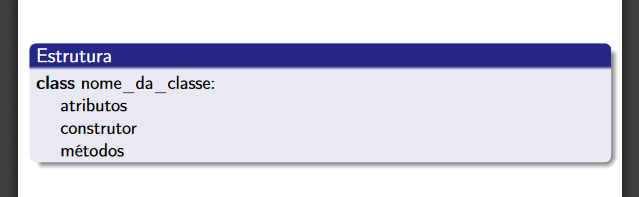 Estrutura
class nome_da_classe:
atributos
construtor
métodos